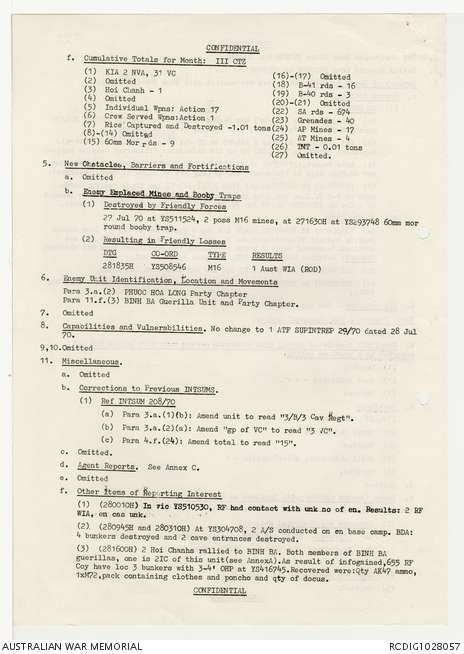 CONFIDENTIAL
f. Cumulative Totals for Month: III CTZ
(1) KIA 2 NVA, 31 VC
(2) Omitted
(3) Hoi Chanh - 1
(4) Omitted
(5) Individual Wpns: Action 17
(6) Crew Served Wpns:Action 1
(7) Rice Captured and Destroyed -1.01 tons
(8)-(14) Omitted
(15) 60mm Mor rds - 9
(16)-(17) Omitted
(18) B-41 rds - 16
(19) B-40 rds - 3
(20)-(21) Omitted
(22) SA rds - 674
(23) Grenades - 40
(24) AP Mines - 17
(25) AT Mines - 4
(26) TNT - 0.01 tons
(27) Omitted.
5. New Obstacles, Barriers and Fortifications
a. Omitted
b. Enemy Emplaced Mines and Booby Traps
(1) Destroyed by Friendly Forces
27 Jul 70 at YS511524, 2 poss M16 mines, at 271630H at YS293748 60mm mor
round booby trap.
(2) Resulting in Friendly Losses
DTG CO-ORD TYPE RESULTS
281835H YS508546 M16 1 Aust WIA (ROD)
6. Enemy Unit Identification, Location and Movements
Para 3.a.(2) PHUOC HOA LONG Party Chapter
Para 11.f.(3) BINH BA Guerilla Unit and Party Chapter.
7. Omitted
8. Capabilities and Vulnerabilities. No change to 1 ATF SUPINTREP 29/70 dated 28 Jul
70.
9,10.Omitted
11. Miscellaneous.
a. Omitted
b. Corrections to Previous INTSUMS.
(1) Ref INTSUM 208/70
(a) Para 3.a.(1)(b): Amend unit to read "3/B/3 Cav Regt".
(b) Para 3.a.(2)(a): Amend "gp of VC" to read "3 VC".
(c) Para 4.f.(24): Amend total to read "15".
c. Omitted.
d. Agent Reports. See Annex C.
e. Omitted
f. Other Items of Reporting Interest
(1) (280010H) In vic YS510530, RF had contact with unk no of en. Results: 2 RF
WIA, en cas unk.
(2) (280945H and 280310H) At YS304708, 2 A/S conducted on en base camp. BDA:
4 bunkers destroyed and 2 cave entrances destroyed.
(3) (281600H) 2 Hoi Chanhs rallied to BINH BA. Both members of BINH BA
guerillas, one is 2IC of this unit(see AnnexA).As result of infogained,655 RF
Coy have loc 3 bunkers with 3-4' OHP at YS416745.Recovered were:Qty AK47 ammo,
1xM72,pack containing clothes and poncho and qty of docus.
CONFIDENTIAL
AUSTRALIAN WAR MEMORIAL
RCDIG1028057